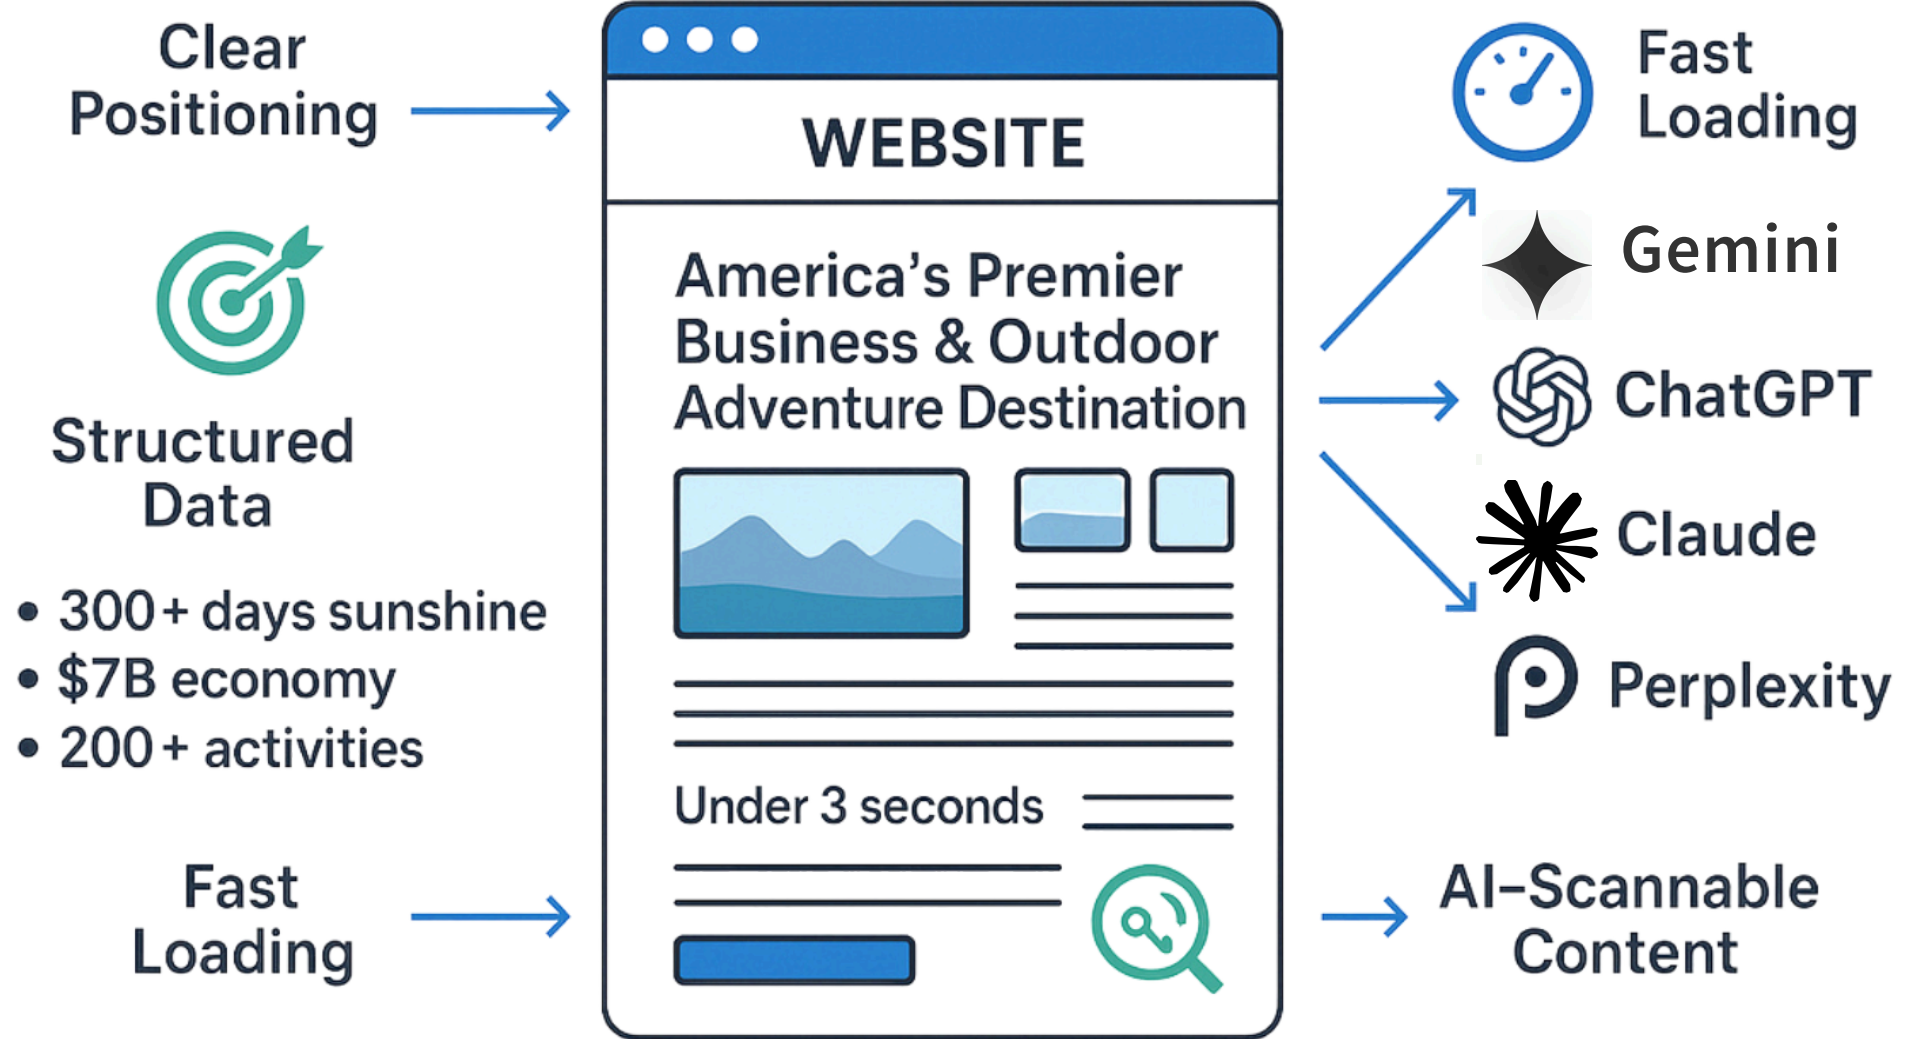 Clear
Positioning
Structured
Data
• 300+ days sunshine
• $7B economy
• 200+ activities
Fast
Loading
WEBSITE
America's Premier
Business & Outdoor
Adventure Destination
Under 3 seconds
Fast
Loading
Gemini
ChatGPT
Claude
Perplexity
AI–Scannable
Content